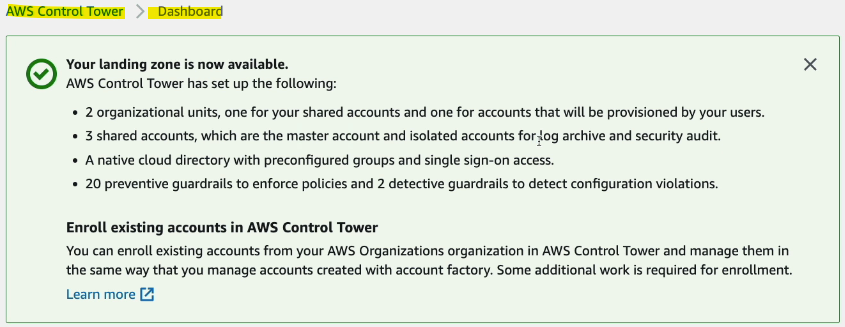 AWS Control Tower > Dashboard
Your landing zone is now available.
AWS Control Tower has set up the following:
• 2 organizational units, one for your shared accounts and one for accounts that will be provisioned by your users.
• 3 shared accounts, which are the master account and isolated accounts for log archive and security audit.
• A native cloud directory with preconfigured groups and single sign-on access.
• 20 preventive guardrails to enforce policies and 2 detective guardrails to detect configuration violations.
Enroll existing accounts in AWS Control Tower
You can enroll existing accounts from your AWS Organizations organization in AWS Control Tower and manage them in
the same way that you manage accounts created with account factory. Some additional work is required for enrollment.
Learn more